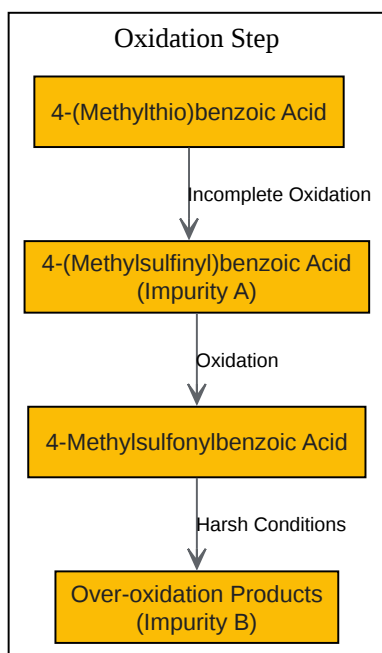 Oxidation Step
4-(Methylthio)benzoic Acid
Incomplete Oxidation
4-(Methylsulfinyl)benzoic Acid
(Impurity A)
Oxidation
4-Methylsulfonylbenzoic Acid
Harsh Conditions
Over-oxidation Products
(Impurity B)